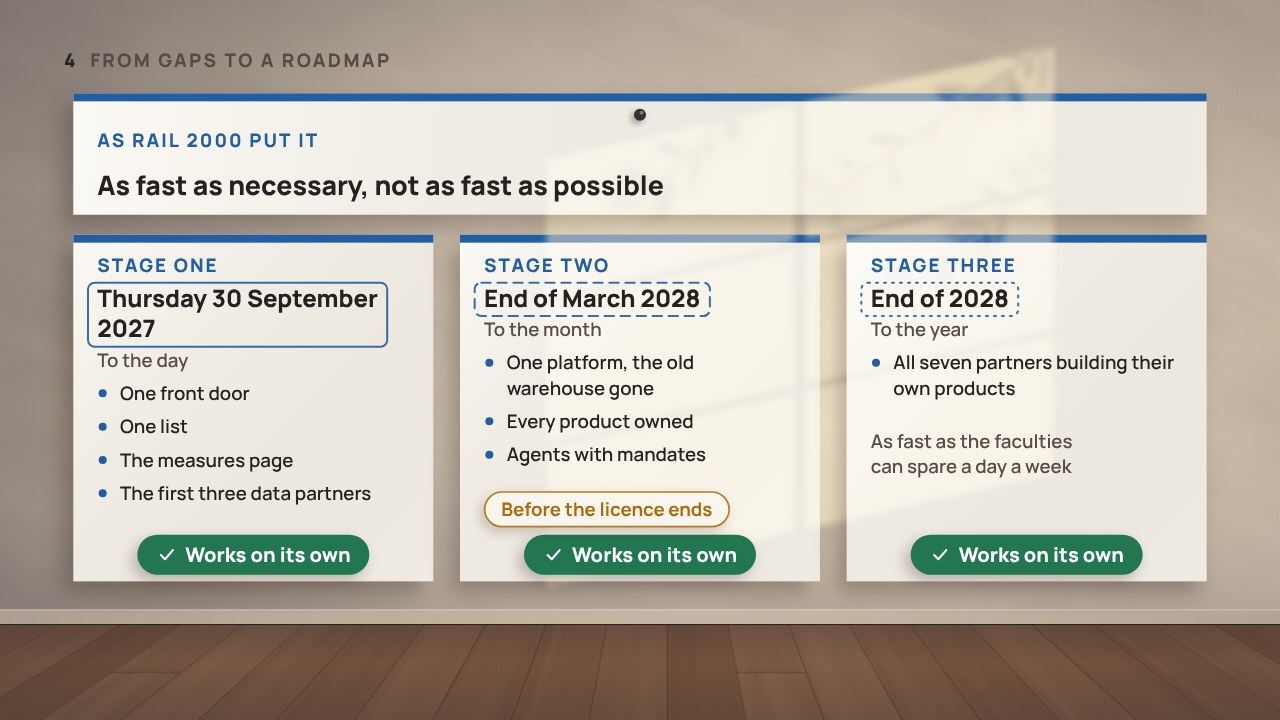 4 FROM GAPS TO A ROADMAP
AS RAIL 2000 PUT IT
As fast as necessary, not as fast as possible
STAGE ONE
Thursday 30 September
2027
To the day
One front door
One list
The measures page
The first three data partners
Works on its own
STAGE TWO
End of March 2028
To the month
One platform, the old
warehouse gone
Every product owned
Agents with mandates
Before the licence ends
Works on its own
STAGE THREE
End of 2028
To the year
All seven partners building their
own products
As fast as the faculties
can spare a day a week
Works on its own